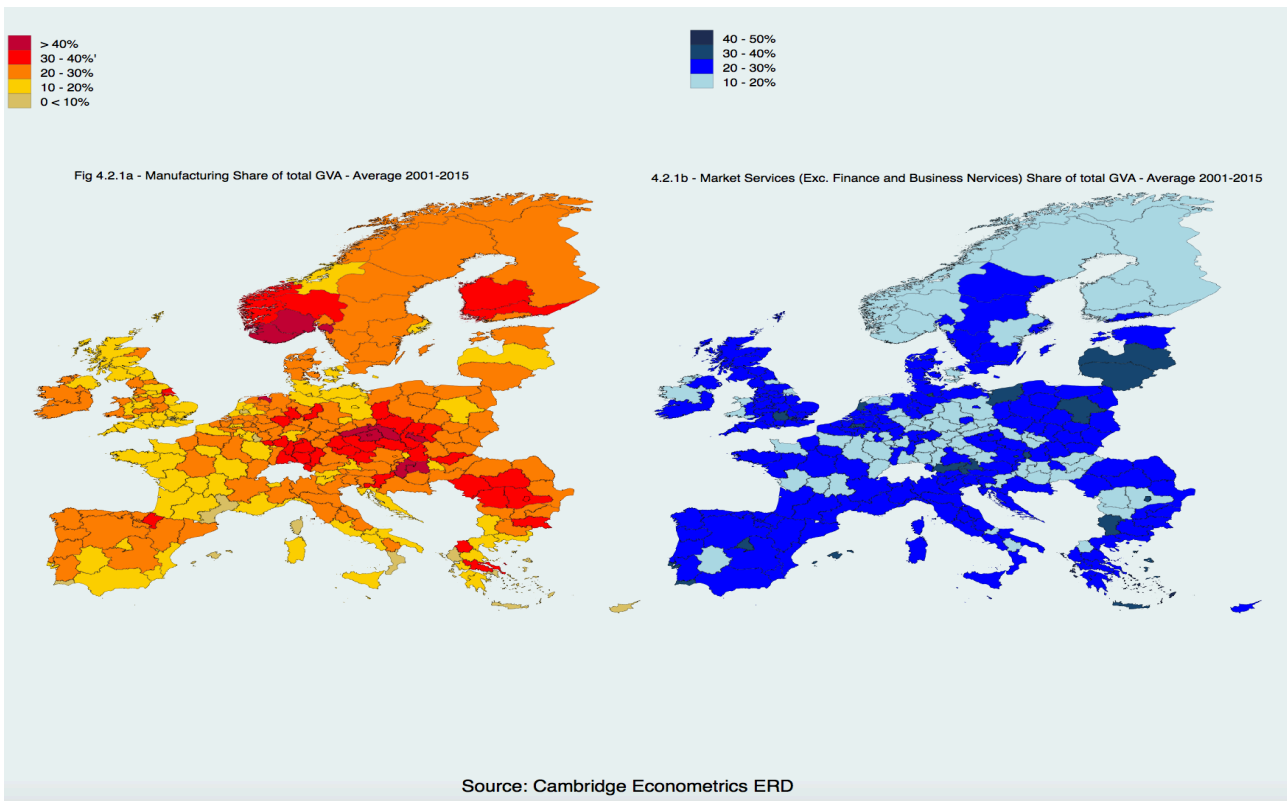 > 40%
30 - 40%'
20 - 30%
10 - 20%
0 < 10%
40 - 50%
30 - 40%
20 - 30%
10 - 20%
Fig 4.2.1a - Manufacturing Share of total GVA - Average 2001-2015
4.2.1b - Market Services (Exc. Finance and Business Nervices) Share of total GVA - Average 2001-2015
Source: Cambridge Econometrics ERD